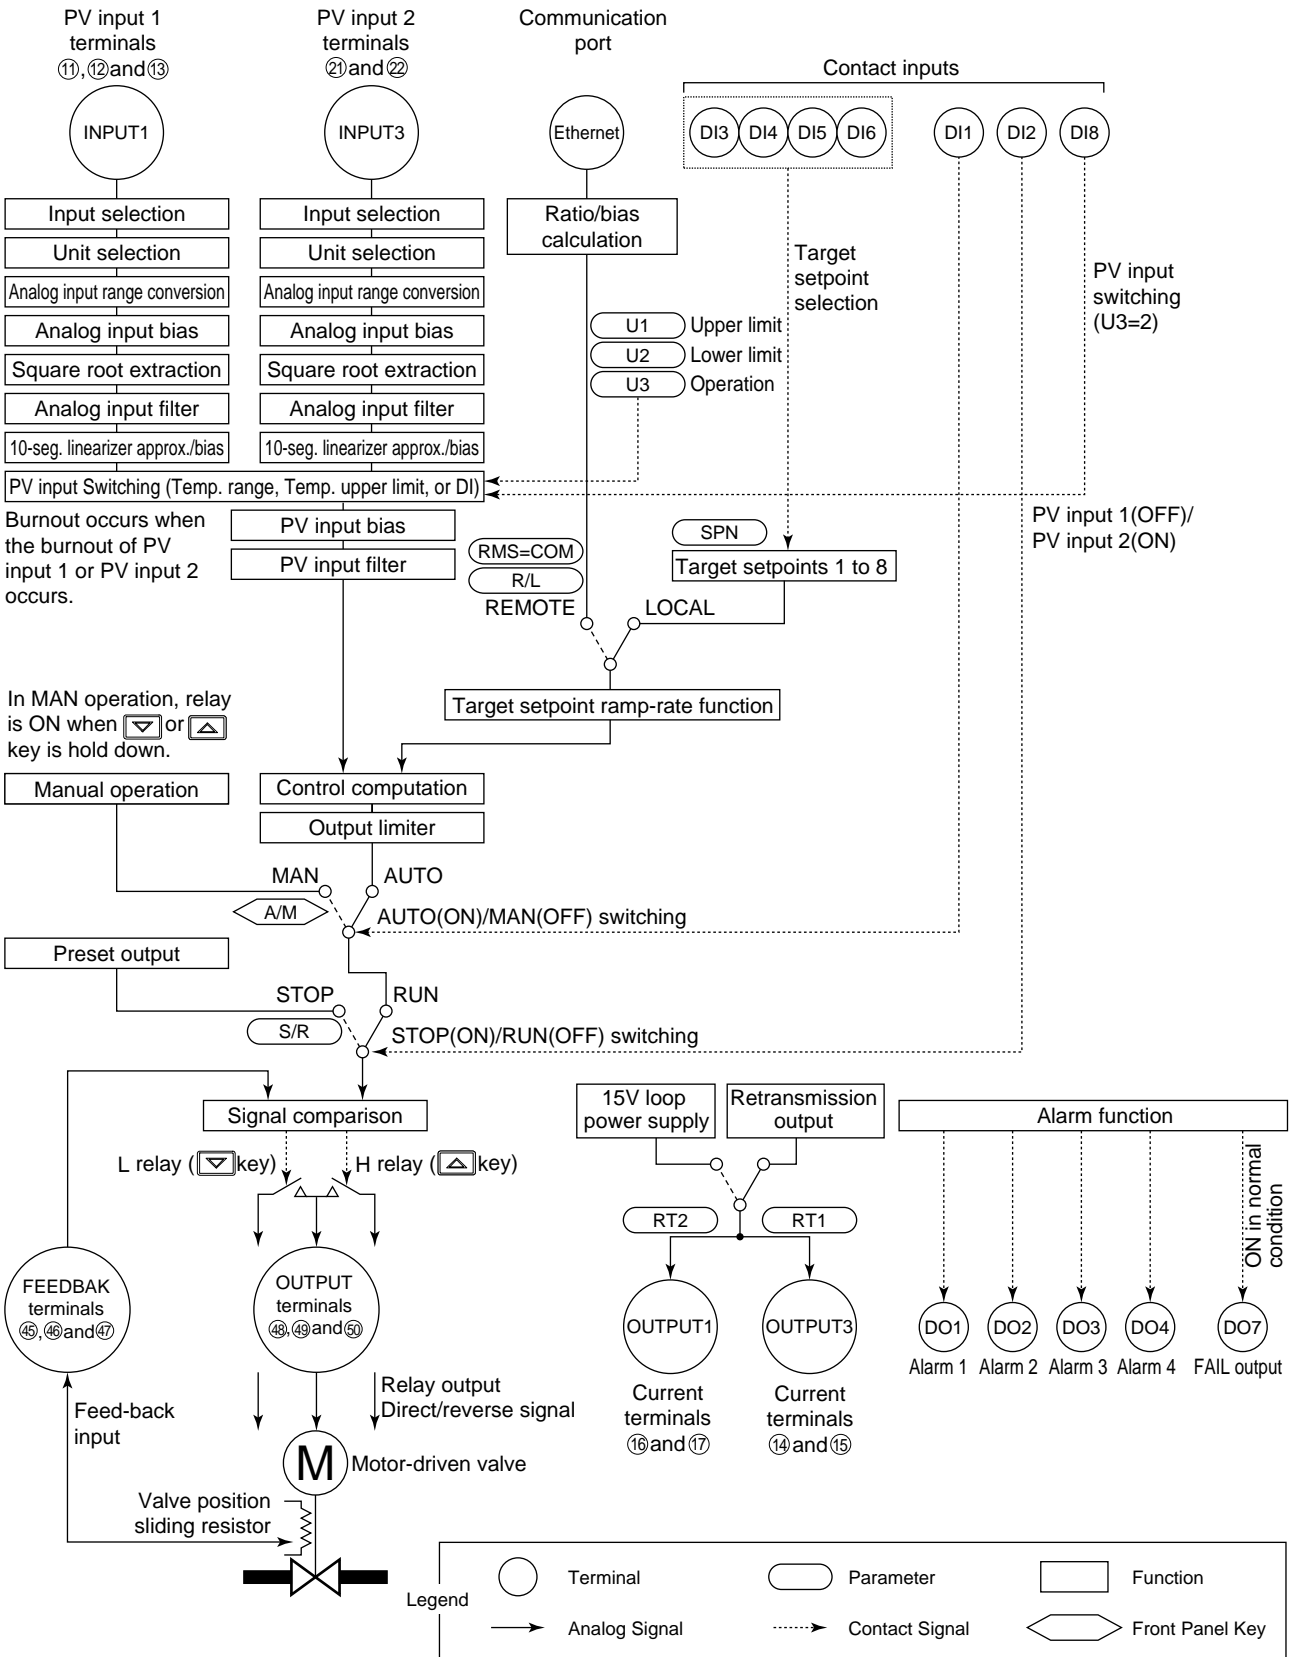 PV input 1
terminals
⑪,⑫and⑬
PV input 2
terminals
㉑and㉒
Communication
port
Contact inputs
INPUT1
INPUT3
Ethernet
DI3
DI4
DI5
DI6
DI1
DI2
DI8
Input selection
Unit selection
Analog input range conversion
Analog input bias
Square root extraction
Analog input filter
10-seg. linearizer approx./bias
Input selection
Unit selection
Analog input range conversion
Analog input bias
Square root extraction
Analog input filter
10-seg. linearizer approx./bias
Ratio/bias
calculation
Target
setpoint
selection
PV input
switching
(U3=2)
U1
Upper limit
U2
Lower limit
U3
Operation
PV input Switching (Temp. range, Temp. upper limit, or DI)
Burnout occurs when
the burnout of PV
input 1 or PV input 2
occurs.
PV input bias
PV input filter
PV input 1(OFF)/
PV input 2(ON)
RMS=COM
R/L
REMOTE
LOCAL
SPN
Target setpoints 1 to 8
In MAN operation, relay
is ON when ▽ or △
key is hold down.
Target setpoint ramp-rate function
Manual operation
Control computation
Output limiter
MAN
AUTO
A/M
AUTO(ON)/MAN(OFF) switching
Preset output
STOP
RUN
S/R
STOP(ON)/RUN(OFF) switching
Signal comparison
L relay (▽key)
H relay (△key)
15V loop
power supply
Retransmission
output
Alarm function
ON in normal
condition
RT2
RT1
FEEDBAK
terminals
㊺,㊻and㊼
OUTPUT
terminals
㊽,㊾and㊿
OUTPUT1
OUTPUT3
DO1
DO2
DO3
DO4
DO7
Alarm 1
Alarm 2
Alarm 3
Alarm 4
FAIL output
Current
terminals
⑯and⑰
Current
terminals
⑭and⑮
Feed-back
input
Relay output
Direct/reverse signal
M
Motor-driven valve
Valve position
sliding resistor
Legend
Terminal
Parameter
Function
Analog Signal
Contact Signal
Front Panel Key